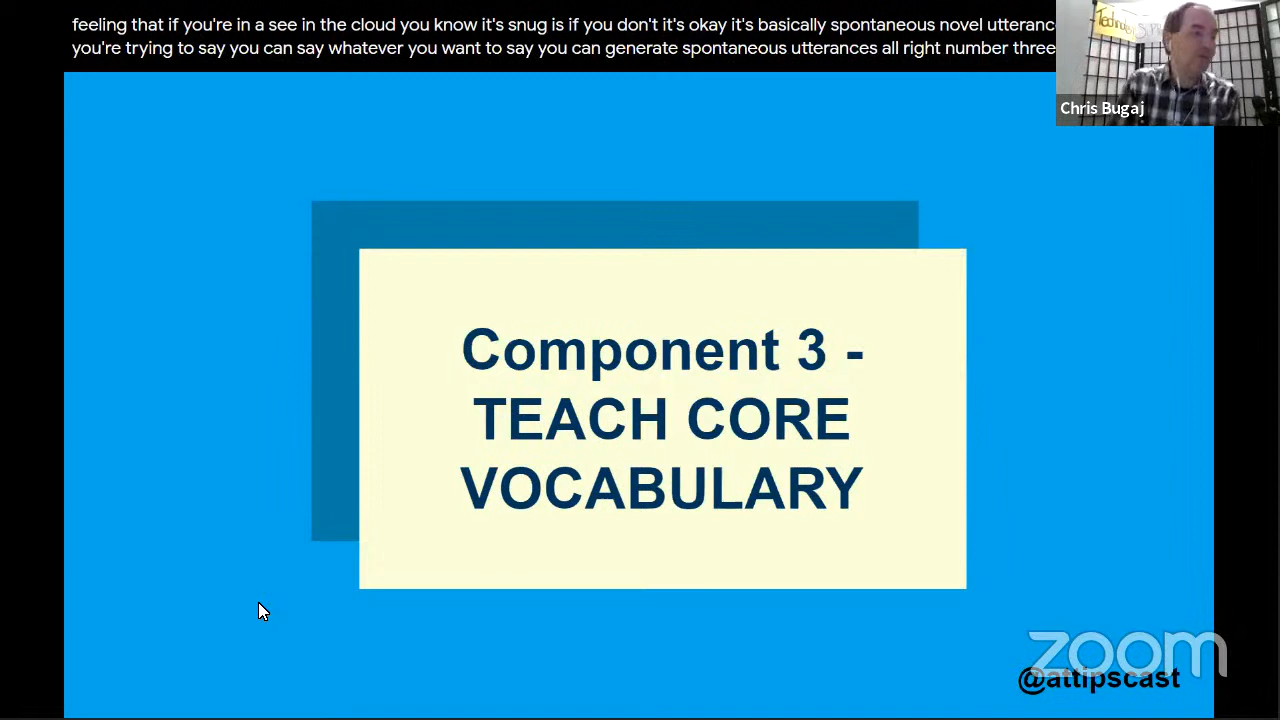 feeling that if you're in a see in the cloud you know it's snug is if you don't it's okay it's basically spontaneous novel
you're trying to say you can say whatever you want to say you can generate spontaneous utterances all right number three
Chris Bugaj
Component 3 -
TEACH CORE
VOCABULARY
zoom
@attipscast